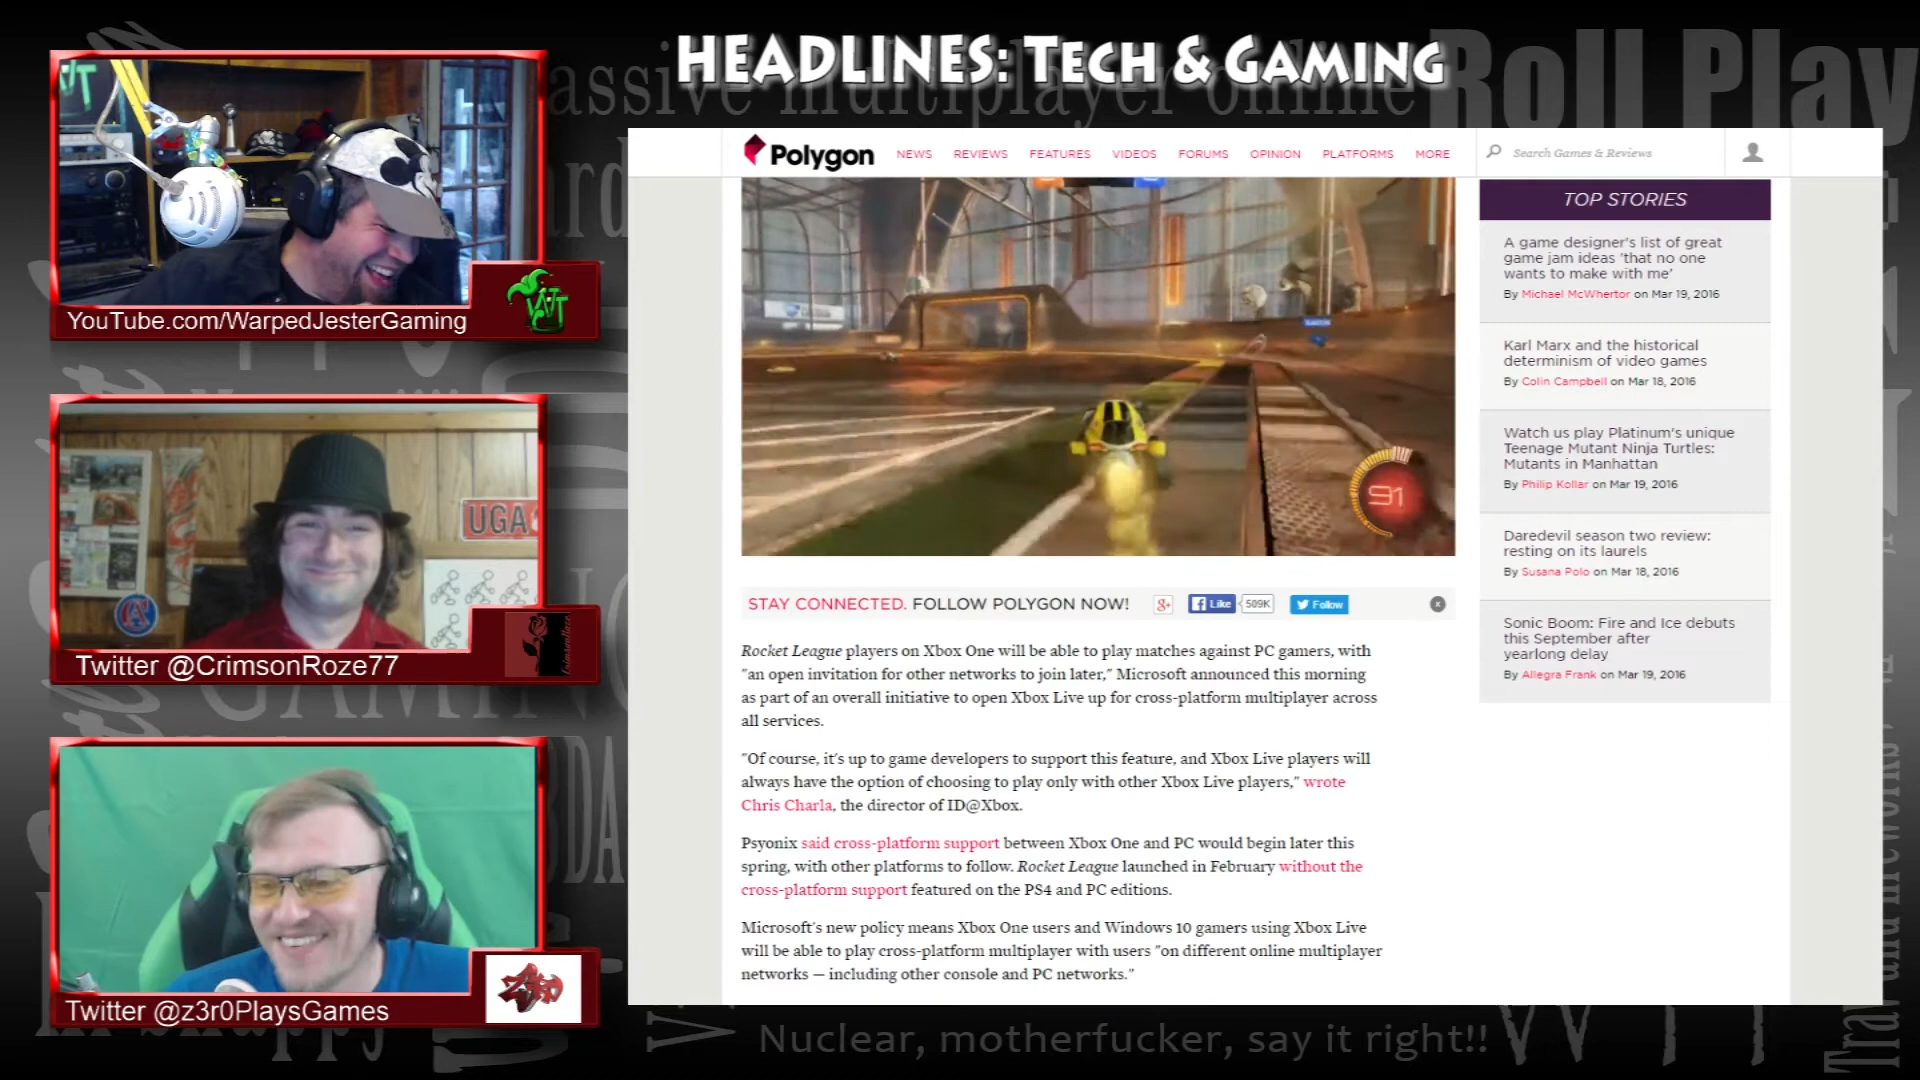 HEADLINES: TECH & GAMING
Roll Play
assive multiplayer online
YouTube.com/WarpedJesterGaming
UGA
Twitter @CrimsonRoze77
Twitter @z3r0PlaysGames
Polygon
NEWS
REVIEWS
FEATURES
VIDEOS
FORUMS
OPINION
PLATFORMS
MORE
Search Games & Reviews
91
STAY CONNECTED. FOLLOW POLYGON NOW!
Like
509K
Follow
Rocket League players on Xbox One will be able to play matches against PC gamers, with
"an open invitation for other networks to join later," Microsoft announced this morning
as part of an overall initiative to open Xbox Live up for cross-platform multiplayer across
all services.
"Of course, it's up to game developers to support this feature, and Xbox Live players will
always have the option of choosing to play only with other Xbox Live players," wrote
Chris Charla, the director of ID@Xbox.
Psyonix said cross-platform support between Xbox One and PC would begin later this
spring, with other platforms to follow. Rocket League launched in February without the
cross-platform support featured on the PS4 and PC editions.
Microsoft's new policy means Xbox One users and Windows 10 gamers using Xbox Live
will be able to play cross-platform multiplayer with users "on different online multiplayer
networks — including other console and PC networks."
TOP STORIES
A game designer's list of great
game jam ideas 'that no one
wants to make with me'
By Michael McWhertor on Mar 19, 2016
Karl Marx and the historical
determinism of video games
By Colin Campbell on Mar 18, 2016
Watch us play Platinum's unique
Teenage Mutant Ninja Turtles:
Mutants in Manhattan
By Philip Kollar on Mar 19, 2016
Daredevil season two review:
resting on its laurels
By Susana Polo on Mar 18, 2016
Sonic Boom: Fire and Ice debuts
this September after
yearlong delay
By Allegra Frank on Mar 19, 2016
Nuclear, motherfucker, say it right!!